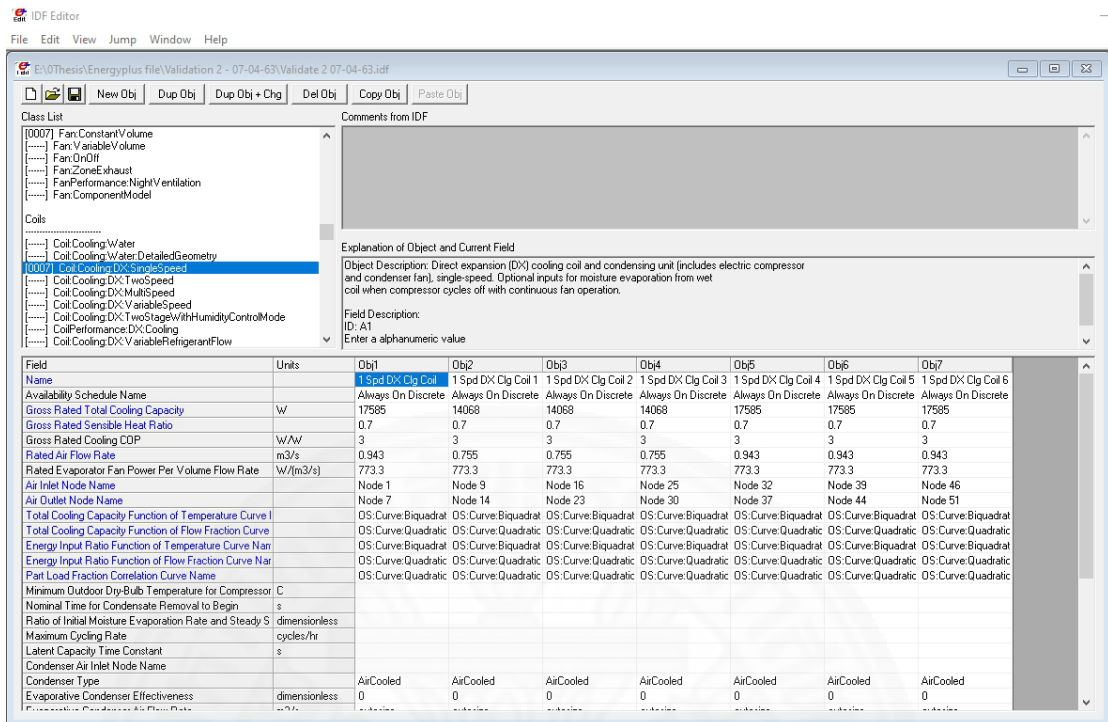 IDF Editor
File Edit View Jump Window Help
E:\0Thesis\Energyplus file\Validation 2 - 07-04-63\Validate 2 07-04-63.idf
New Obj Dup Obj Dup Obj + Chg Del Obj Copy Obj Paste Obj
Class List
Comments from IDF
[0007] Fan:ConstantVolume
[------] Fan:VariableVolume
[------] Fan:OnOff
[------] Fan:ZoneExhaust
[------] FanPerformance:NightVentilation
[------] Fan:ComponentModel
Coils
--------------------------
[------] Coil:Cooling:Water
[------] Coil:Cooling:Water:DetailedGeometry
[0007] Coil:Cooling:DX:SingleSpeed
[------] Coil:Cooling:DX:TwoSpeed
[------] Coil:Cooling:DX:MultiSpeed
[------] Coil:Cooling:DX:VariableSpeed
[------] Coil:Cooling:DX:TwoStageWithHumidityControlMode
[------] CoilPerformance:DX:Cooling
[------] Coil:Cooling:DX:VariableRefrigerantFlow
Explanation of Object and Current Field
Object Description: Direct expansion (DX) cooling coil and condensing unit (includes electric compressor
and condenser fan), single-speed. Optional inputs for moisture evaporation from wet
coil when compressor cycles off with continuous fan operation.
Field Description:
ID: A1
Enter a alphanumeric value
Field Units Obj1 Obj2 Obj3 Obj4 Obj5 Obj6 Obj7
Name 1 Spd DX Clg Coil 1 Spd DX Clg Coil 1 1 Spd DX Clg Coil 2 1 Spd DX Clg Coil 3 1 Spd DX Clg Coil 4 1 Spd DX Clg Coil 5 1 Spd DX Clg Coil 6
Availability Schedule Name Always On Discrete Always On Discrete Always On Discrete Always On Discrete Always On Discrete Always On Discrete Always On Discrete
Gross Rated Total Cooling Capacity W 17585 14068 14068 14068 17585 17585 17585
Gross Rated Sensible Heat Ratio 0.7 0.7 0.7 0.7 0.7 0.7 0.7
Gross Rated Cooling COP W/W 3 3 3 3 3 3 3
Rated Air Flow Rate m3/s 0.943 0.755 0.755 0.755 0.943 0.943 0.943
Rated Evaporator Fan Power Per Volume Flow Rate W/(m3/s) 773.3 773.3 773.3 773.3 773.3 773.3 773.3
Air Inlet Node Name Node 1 Node 9 Node 16 Node 25 Node 32 Node 39 Node 46
Air Outlet Node Name Node 7 Node 14 Node 23 Node 30 Node 37 Node 44 Node 51
Total Cooling Capacity Function of Temperature Curve I OS:Curve:Biquadrat OS:Curve:Biquadrat OS:Curve:Biquadrat OS:Curve:Biquadrat OS:Curve:Biquadrat OS:Curve:Biquadrat OS:Curve:Biquadrat
Total Cooling Capacity Function of Flow Fraction Curve OS:Curve:Quadratic OS:Curve:Quadratic OS:Curve:Quadratic OS:Curve:Quadratic OS:Curve:Quadratic OS:Curve:Quadratic OS:Curve:Quadratic
Energy Input Ratio Function of Temperature Curve Nam OS:Curve:Biquadrat OS:Curve:Biquadrat OS:Curve:Biquadrat OS:Curve:Biquadrat OS:Curve:Biquadrat OS:Curve:Biquadrat OS:Curve:Biquadrat
Energy Input Ratio Function of Flow Fraction Curve Nar OS:Curve:Quadratic OS:Curve:Quadratic OS:Curve:Quadratic OS:Curve:Quadratic OS:Curve:Quadratic OS:Curve:Quadratic OS:Curve:Quadratic
Part Load Fraction Correlation Curve Name OS:Curve:Quadratic OS:Curve:Quadratic OS:Curve:Quadratic OS:Curve:Quadratic OS:Curve:Quadratic OS:Curve:Quadratic OS:Curve:Quadratic
Minimum Outdoor Dry-Bulb Temperature for Compressor C
Nominal Time for Condensate Removal to Begin s
Ratio of Initial Moisture Evaporation Rate and Steady S dimensionless
Maximum Cycling Rate cycles/hr
Latent Capacity Time Constant s
Condenser Air Inlet Node Name
Condenser Type AirCooled AirCooled AirCooled AirCooled AirCooled AirCooled AirCooled
Evaporative Condenser Effectiveness dimensionless 0 0 0 0 0 0 0